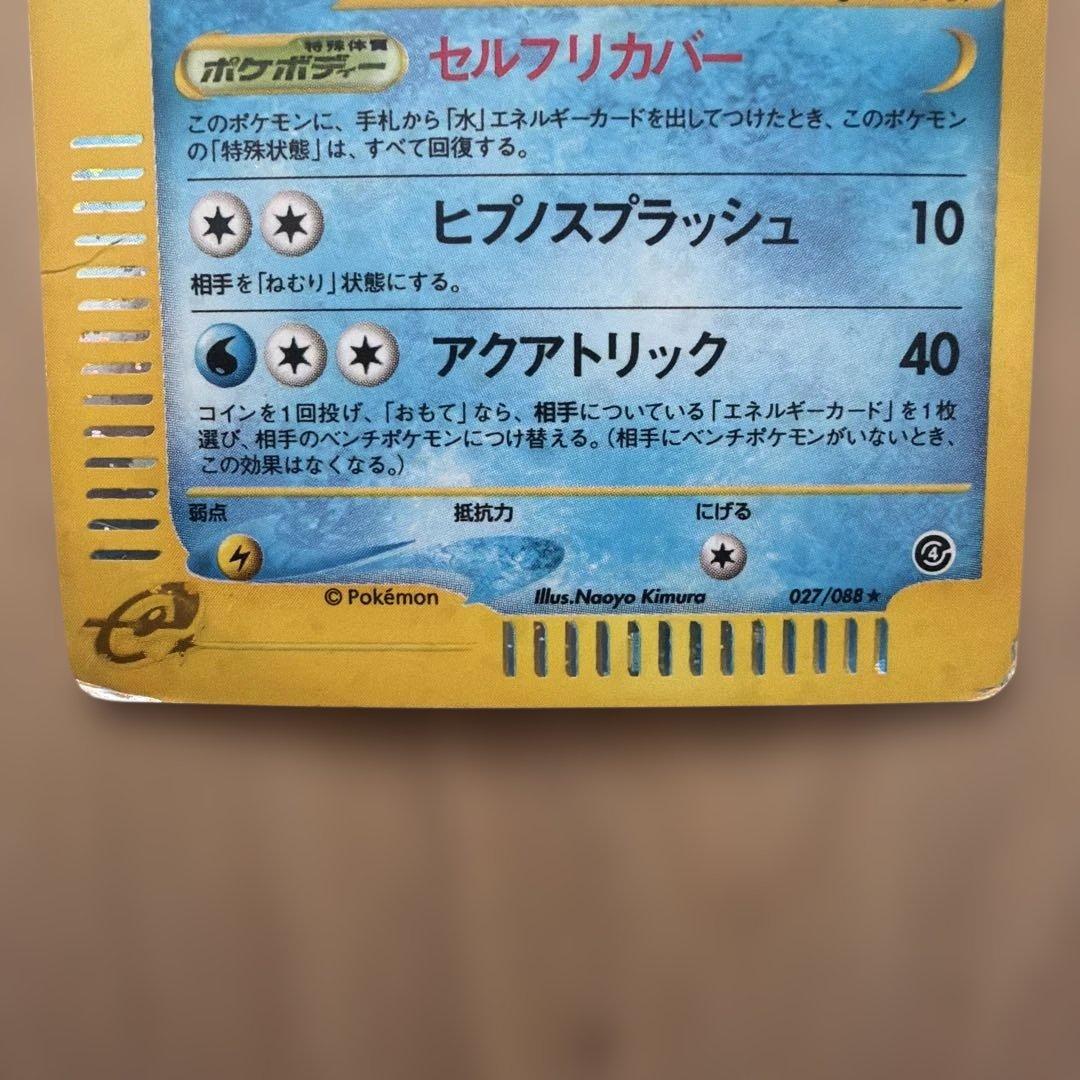 特殊体質
ポケボディー セルフリカバー
このポケモンに、手札から「水」エネルギーカードを出してつけたとき、このポケモン
の「特殊状態」は、すべて回復する。
ヒプノスプラッシュ 10
相手を「ねむり」状態にする。
アクアトリック 40
コインを1回投げ、「おもて」なら、相手についている「エネルギーカード」を1枚
選び、相手のベンチポケモンにつけ替える。（相手にベンチポケモンがいないとき、
この効果はなくなる。）
弱点 抵抗力 にげる
4
© Pokémon Illus.Naoyo Kimura 027/088★